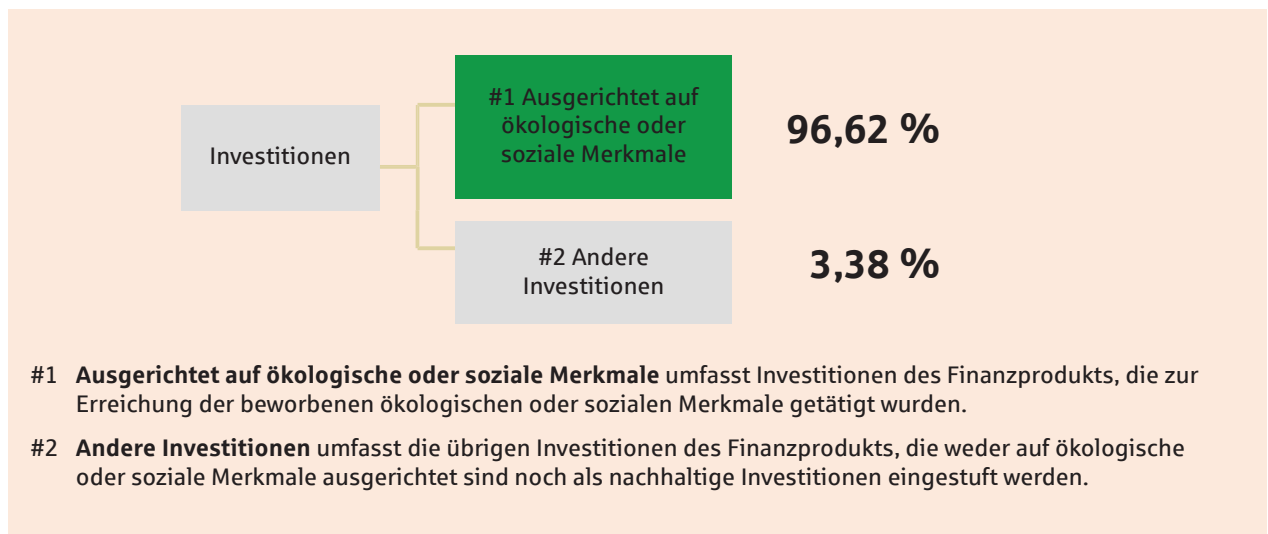 Investitionen
#1 Ausgerichtet auf
ökologische oder
soziale Merkmale
96,62 %
#2 Andere
Investitionen
3,38 %
#1 Ausgerichtet auf ökologische oder soziale Merkmale umfasst Investitionen des Finanzprodukts, die zur
Erreichung der beworbenen ökologischen oder sozialen Merkmale getätigt wurden.
#2 Andere Investitionen umfasst die übrigen Investitionen des Finanzprodukts, die weder auf ökologische
oder soziale Merkmale ausgerichtet sind noch als nachhaltige Investitionen eingestuft werden.